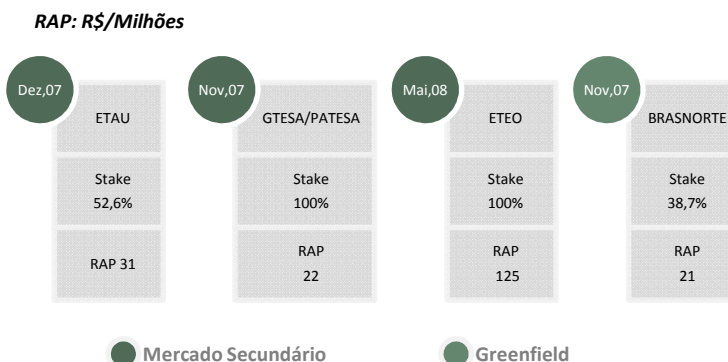 RAP: R$/Milhões
Dez,07
ETAU
Stake
52,6%
RAP 31
Nov,07
GTESA/PATESA
Stake
100%
RAP
22
Mai,08
ETEO
Stake
100%
RAP
125
Nov,07
BRASNORTE
Stake
38,7%
RAP
21
Mercado Secundário
Greenfield